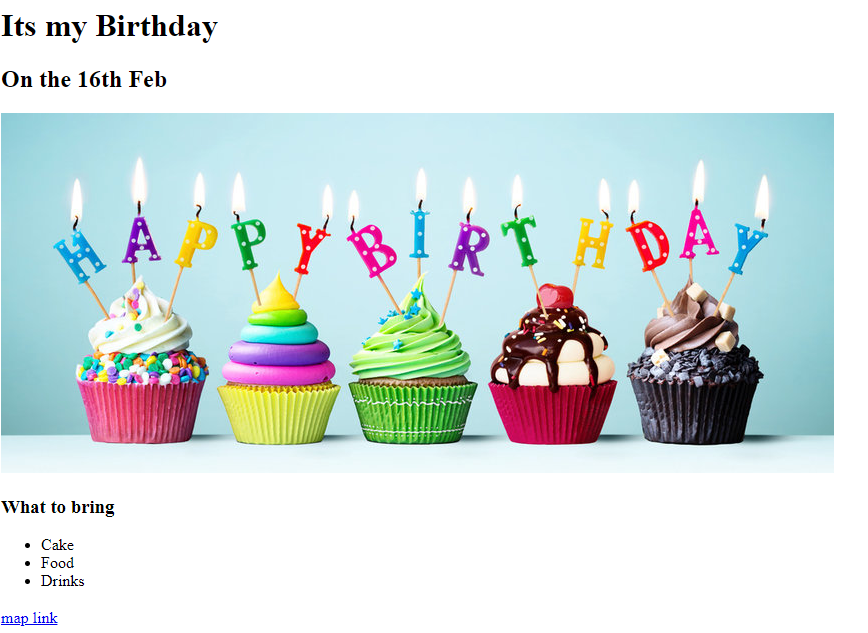 Its my Birthday
On the 16th Feb
HAPPY BIRTHDAY
What to bring
Cake
Food
Drinks
map link